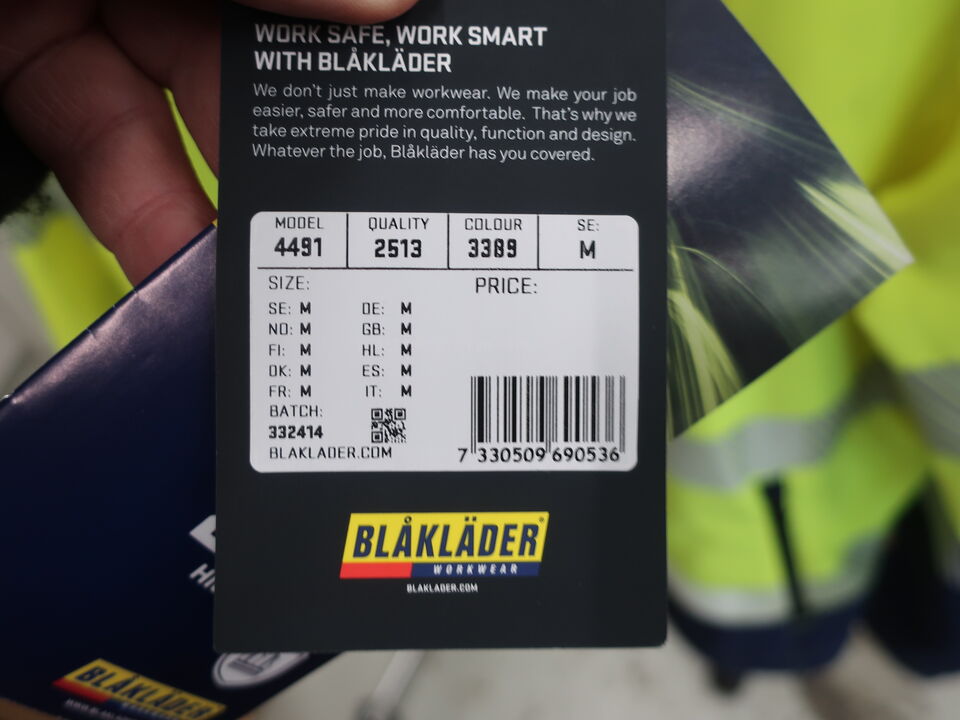 WORK SAFE, WORK SMART
WITH BLÅKLÄDER
We don't just make workwear. We make your job
easier, safer and more comfortable. That's why we
take extreme pride in quality, function and design.
Whatever the job, Blåkläder has you covered.
MODEL QUALITY COLOUR SE:
4491 2513 3389 M
SIZE: PRICE:
SE: M DE: M
NO: M GB: M
FI: M NL: M
DK: M ES: M
FR: M IT: M
BATCH:
332414
BLAKLADER.COM
7 330509 690536
BLÅKLÄDER®
WORKWEAR
BLAKLADER.COM
BLÅKLÄDER